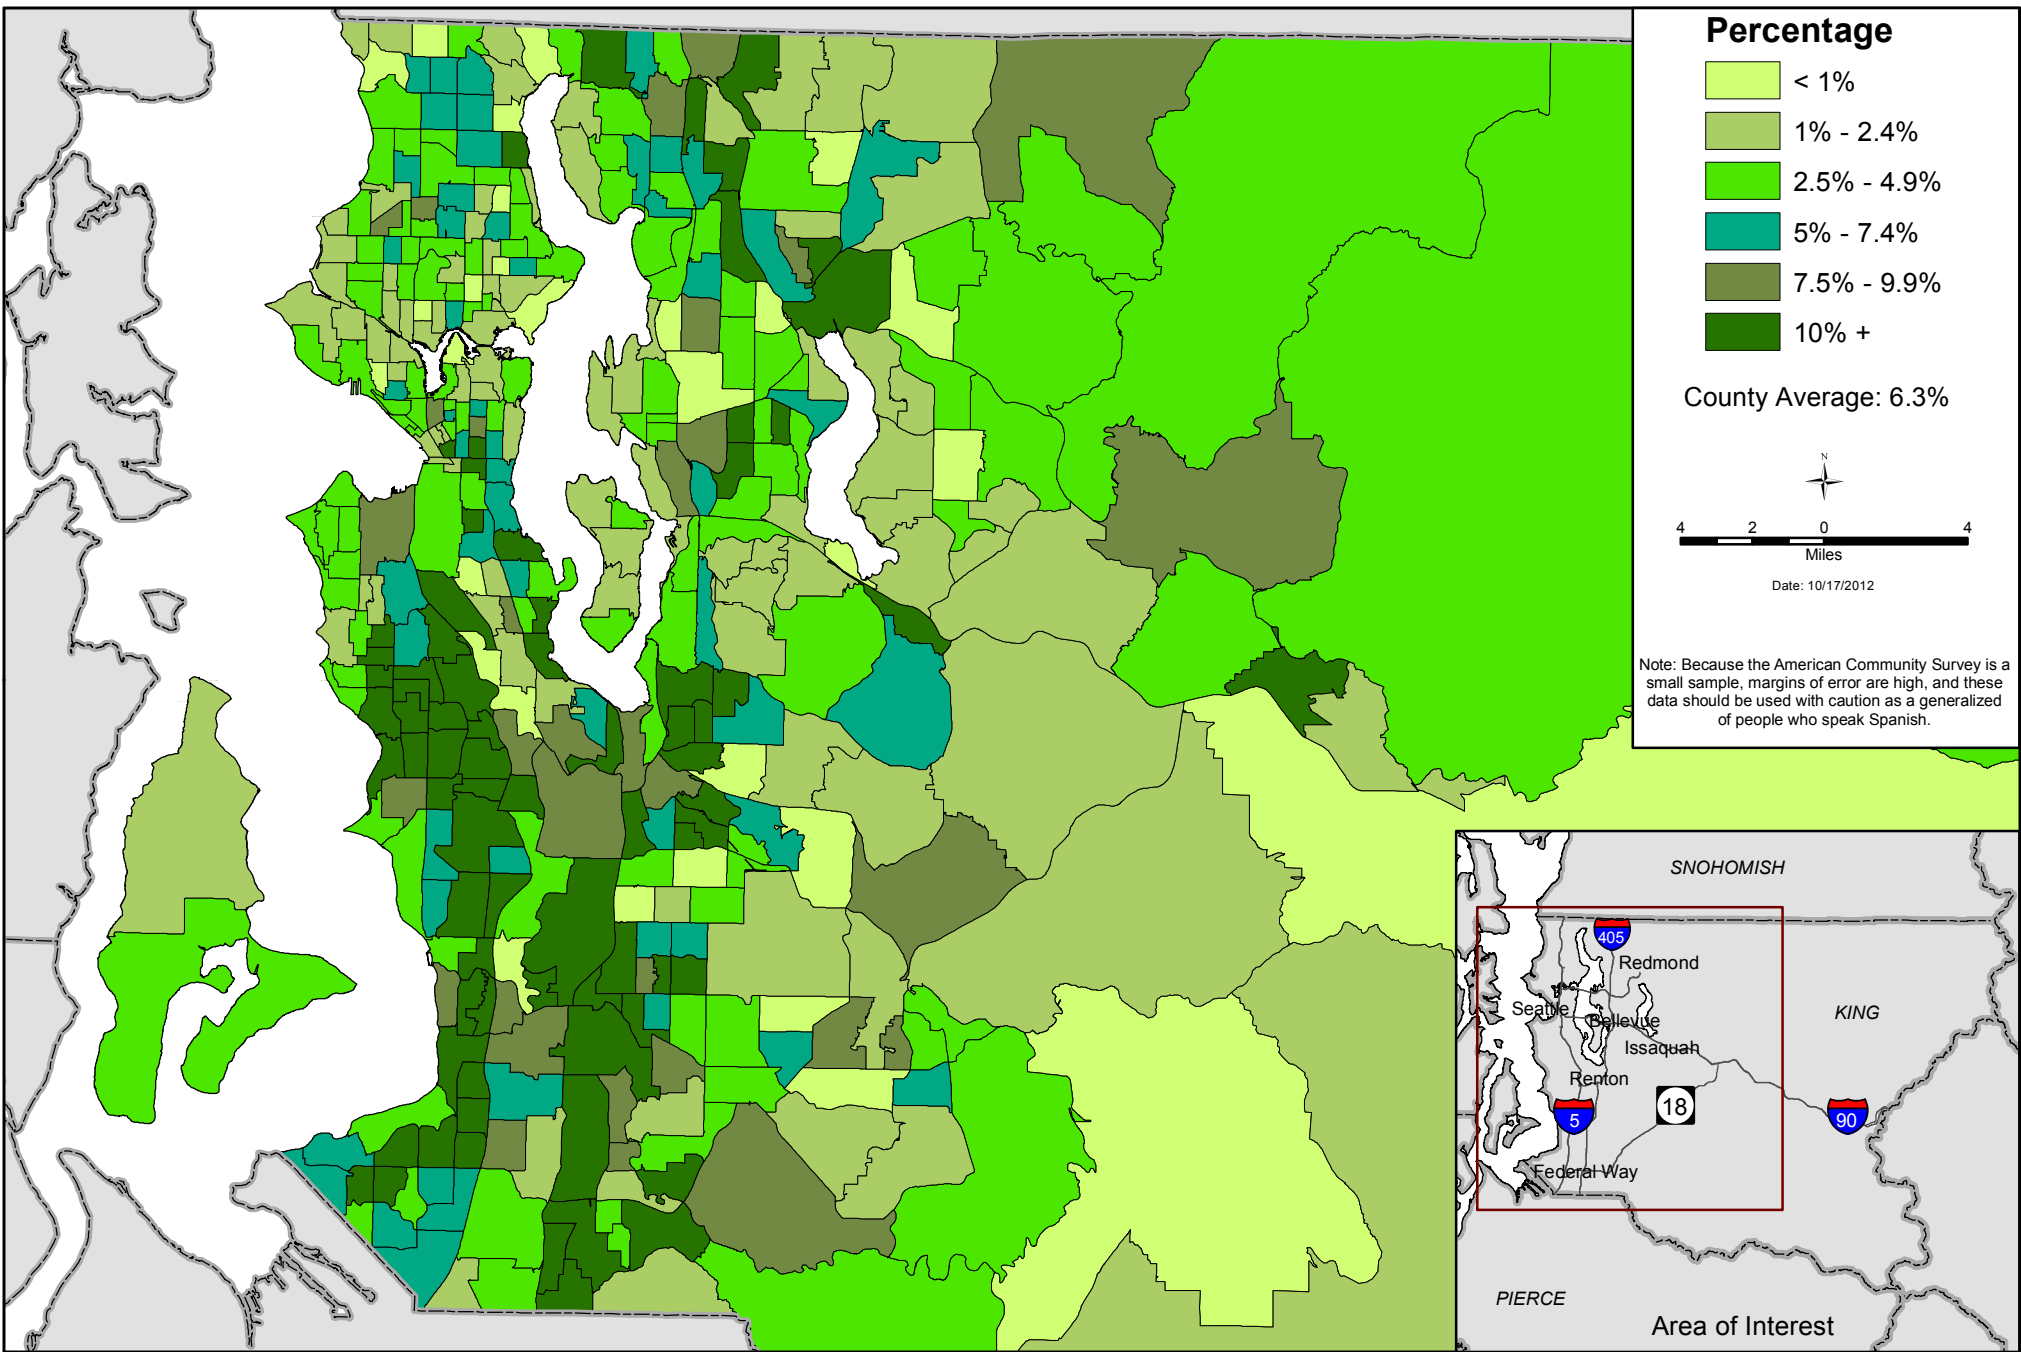 Percentage
< 1%
1% - 2.4%
2.5% - 4.9%
5% - 7.4%
7.5% - 9.9%
10% +
County Average: 6.3%
N
4 2 0 4
Miles
Date: 10/17/2012
Note: Because the American Community Survey is a
small sample, margins of error are high, and these
data should be used with caution as a generalized
of people who speak Spanish.
SNOHOMISH
405
Redmond
Seattle
KING
Bellevue
Issaquah
Renton
18
5
90
Federal Way
PIERCE
Area of Interest